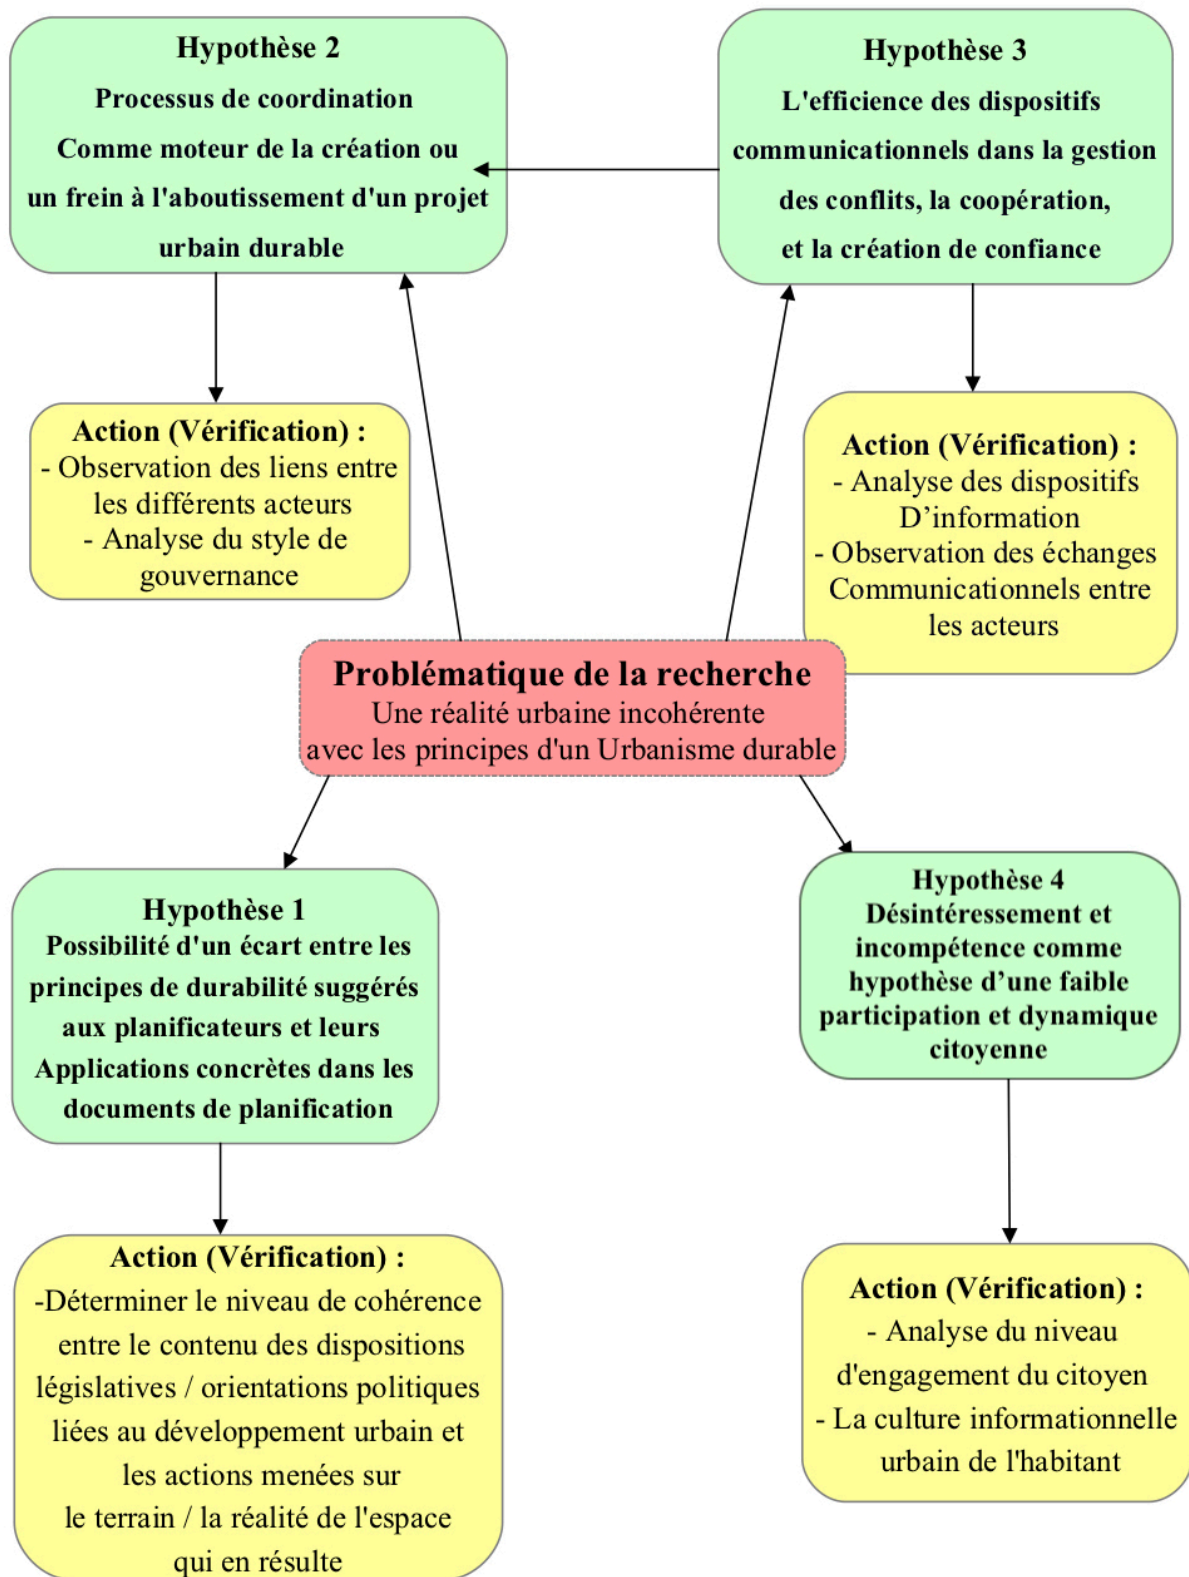 Hypothèse 2
Processus de coordination
Comme moteur de la création ou
un frein à l'aboutissement d'un projet
urbain durable
Hypothèse 3
L'efficience des dispositifs
communicationnels dans la gestion
des conflits, la coopération,
et la création de confiance
Action (Vérification) :
- Observation des liens entre
les différents acteurs
- Analyse du style de
gouvernance
Action (Vérification) :
- Analyse des dispositifs
D’information
- Observation des échanges
Communicationnels entre
les acteurs
Problématique de la recherche
Une réalité urbaine incohérente
avec les principes d'un Urbanisme durable
Hypothèse 1
Possibilité d'un écart entre les
principes de durabilité suggérés
aux planificateurs et leurs
Applications concrètes dans les
documents de planification
Hypothèse 4
Désintéressement et
incompétence comme
hypothèse d’une faible
participation et dynamique
citoyenne
Action (Vérification) :
-Déterminer le niveau de cohérence
entre le contenu des dispositions
législatives / orientations politiques
liées au développement urbain et
les actions menées sur
le terrain / la réalité de l'espace
qui en résulte
Action (Vérification) :
- Analyse du niveau
d'engagement du citoyen
- La culture informationnelle
urbain de l'habitant